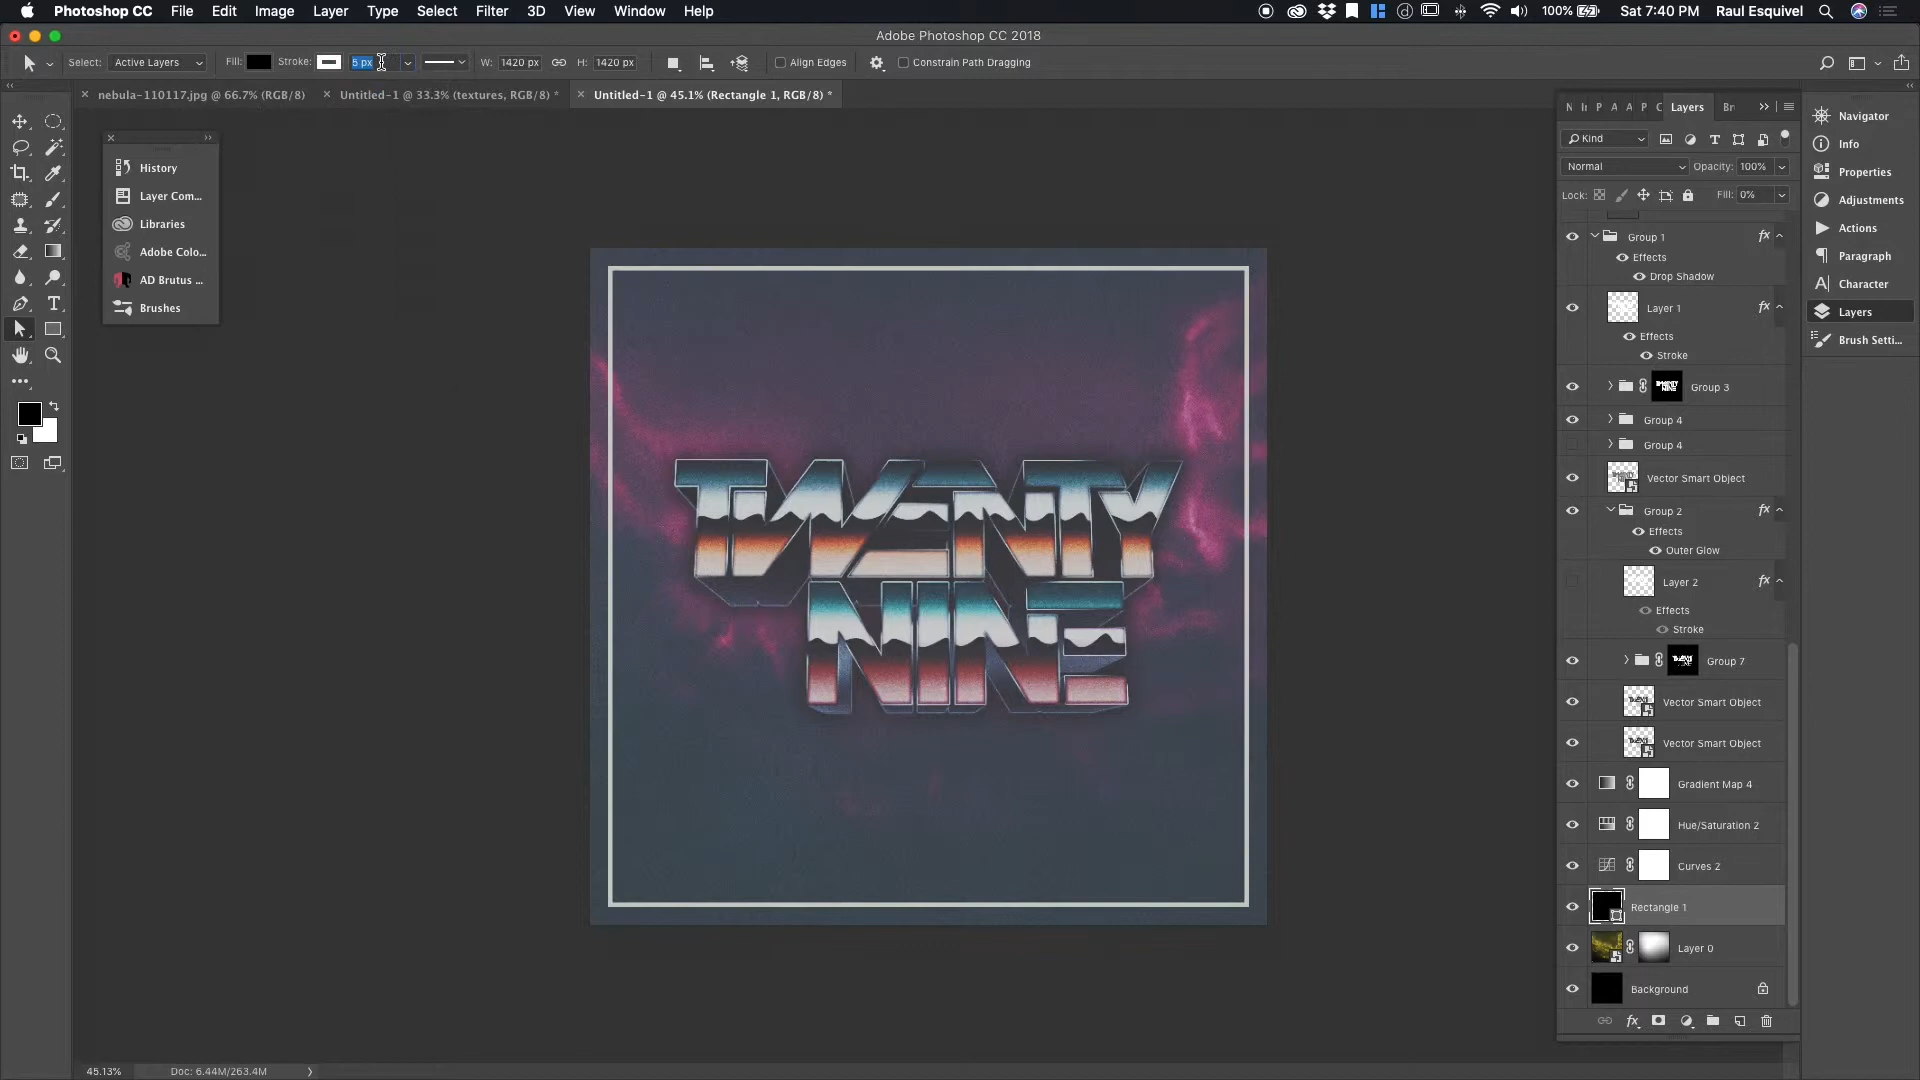 Photoshop CC File Edit Image Layer Type Select Filter 3D View Window Help 100% Sat 7:40 PM Raul Esquivel
Adobe Photoshop CC 2018
Select: Active Layers Fill: Stroke: 5 px W: 1420 px H: 1420 px Align Edges Constrain Path Dragging
nebula-110117.jpg @ 66.7% (RGB/8) Untitled-1 @ 33.3% (textures, RGB/8) * Untitled-1 @ 45.1% (Rectangle 1, RGB/8) *
History
Layer Com...
Libraries
Adobe Colo...
AD Brutus ...
Brushes
TWENTY
NINE
N In P A A P C Layers Br
Kind
Normal Opacity: 100%
Lock: Fill: 0%
Group 1 fx
Effects
Drop Shadow
Layer 1 fx
Effects
Stroke
Group 3
Group 4
Group 4
Vector Smart Object
Group 2 fx
Effects
Outer Glow
Layer 2 fx
Effects
Stroke
Group 7
Vector Smart Object
Vector Smart Object
Gradient Map 4
Hue/Saturation 2
Curves 2
Rectangle 1
Layer 0
Background
fx
Navigator
Info
Properties
Adjustments
Actions
Paragraph
Character
Layers
Brush Setti...
45.13% Doc: 6.44M/263.4M